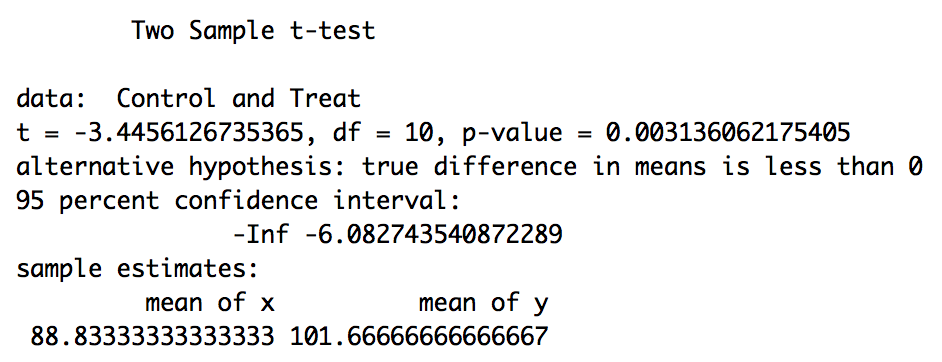 Two Sample t-test
data:  Control and Treat
t = -3.4456126735365, df = 10, p-value = 0.003136062175405
alternative hypothesis: true difference in means is less than 0
95 percent confidence interval:
-Inf -6.082743540872289
sample estimates:
mean of x          mean of y
88.83333333333333 101.66666666666667